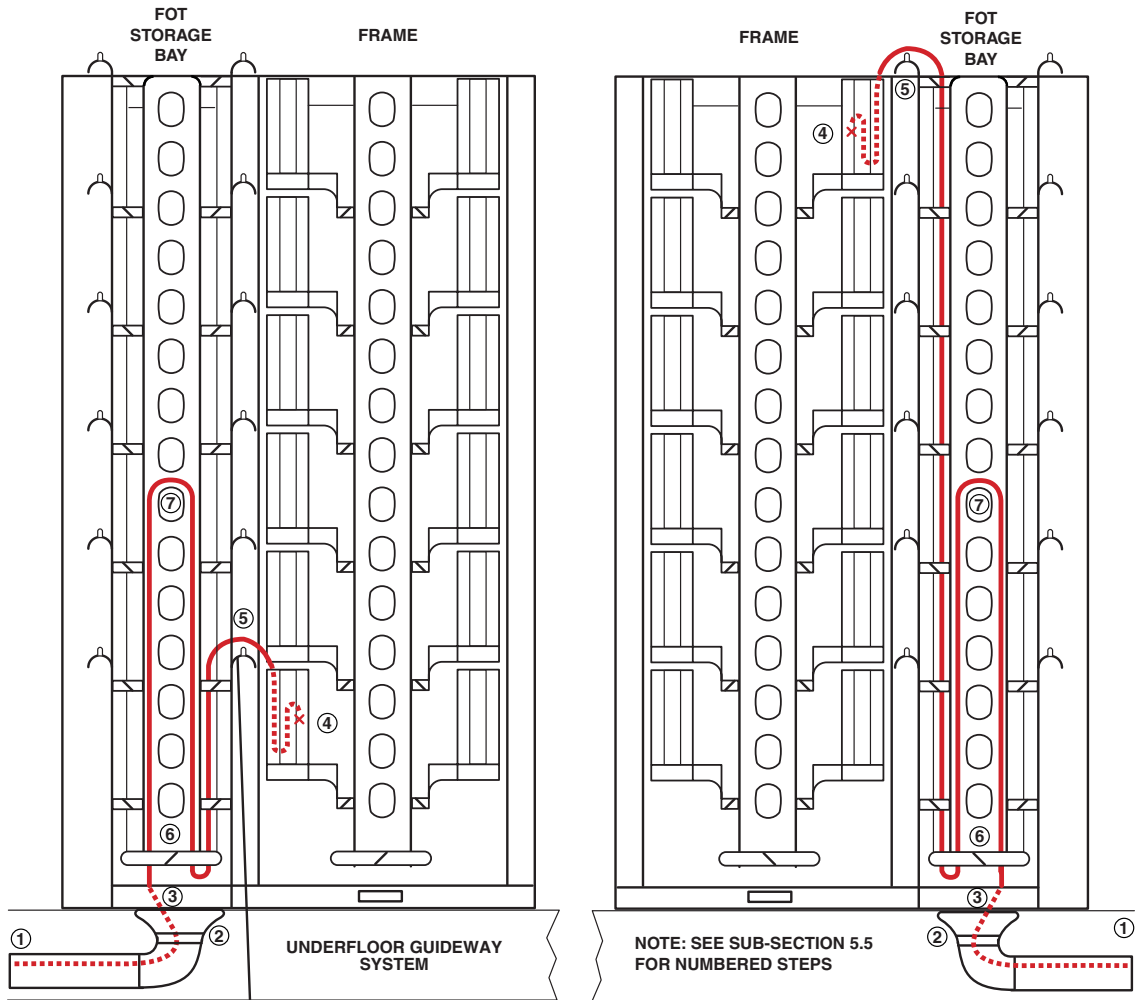 FOT
STORAGE
BAY
FRAME
⑦
⑤
④
⑥
③
①
②
UNDERFLOOR GUIDEWAY
SYSTEM
FRAME
FOT
STORAGE
BAY
⑤
④
⑦
⑥
③
②
①
NOTE: SEE SUB-SECTION 5.5
FOR NUMBERED STEPS